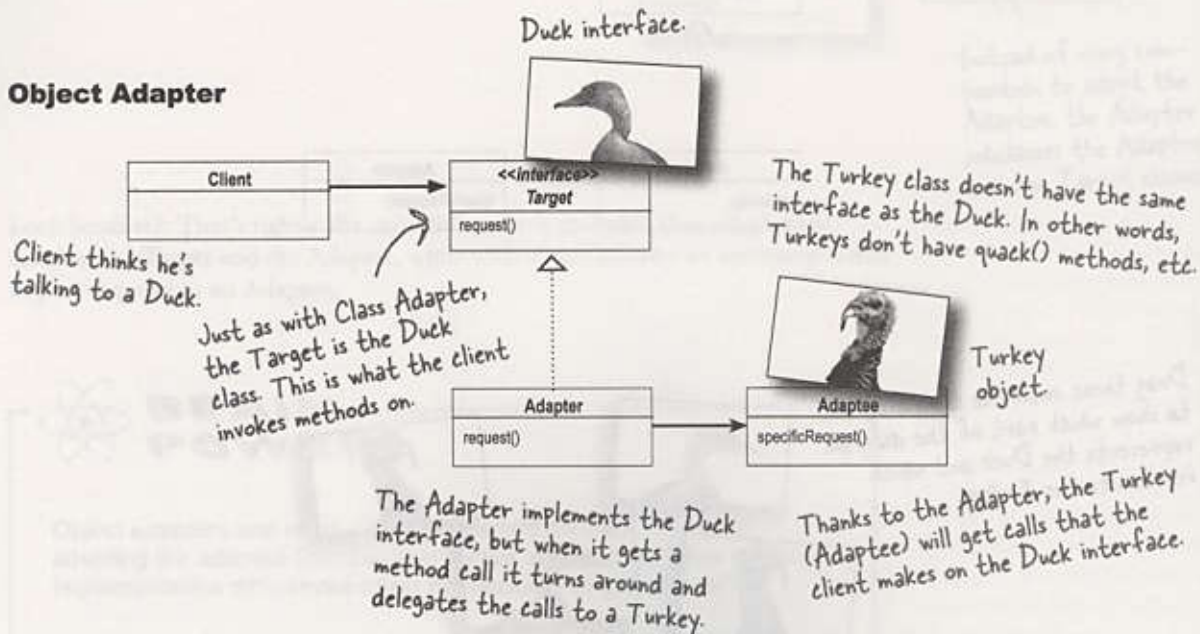 Duck interface.
Object Adapter
Client
<<interface>>
Target
request()
The Turkey class doesn't have the same
interface as the Duck. In other words,
Turkeys don't have quack() methods, etc.
Client thinks he's
talking to a Duck.
Just as with Class Adapter,
the Target is the Duck
class. This is what the client
invokes methods on.
Turkey
object.
Adapter
request()
Adaptee
specificRequest()
The Adapter implements the Duck
interface, but when it gets a
method call it turns around and
delegates the calls to a Turkey.
Thanks to the Adapter, the Turkey
(Adaptee) will get calls that the
client makes on the Duck interface.